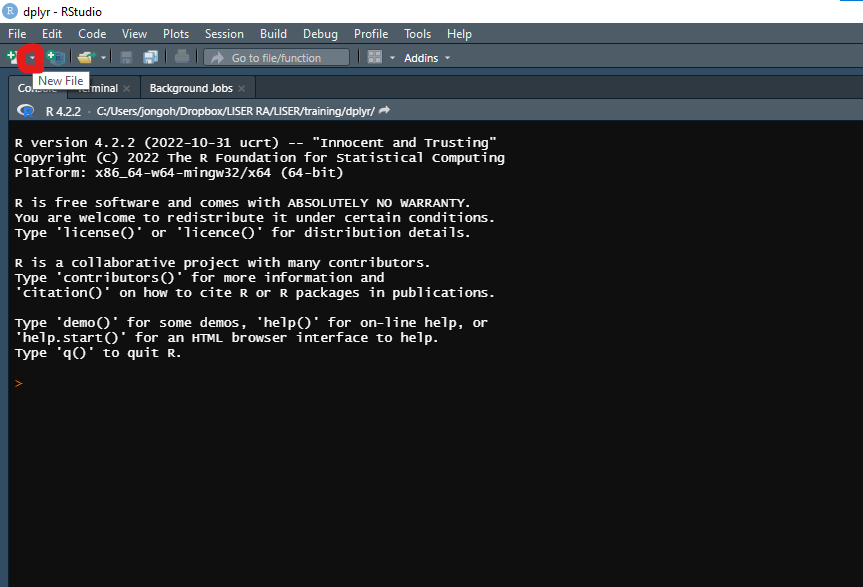 dplyr - RStudio
File Edit Code View Plots Session Build Debug Profile Tools Help
Go to file/function Addins
New File
Terminal Background Jobs
R 4.2.2 · C:/Users/jongoh/Dropbox/LISER RA/LISER/training/dplyr/
R version 4.2.2 (2022-10-31 ucrt) -- "Innocent and Trusting"
Copyright (C) 2022 The R Foundation for Statistical Computing
Platform: x86_64-w64-mingw32/x64 (64-bit)
R is free software and comes with ABSOLUTELY NO WARRANTY.
You are welcome to redistribute it under certain conditions.
Type 'license()' or 'licence()' for distribution details.
R is a collaborative project with many contributors.
Type 'contributors()' for more information and
'citation()' on how to cite R or R packages in publications.
Type 'demo()' for some demos, 'help()' for on-line help, or
'help.start()' for an HTML browser interface to help.
Type 'q()' to quit R.
>